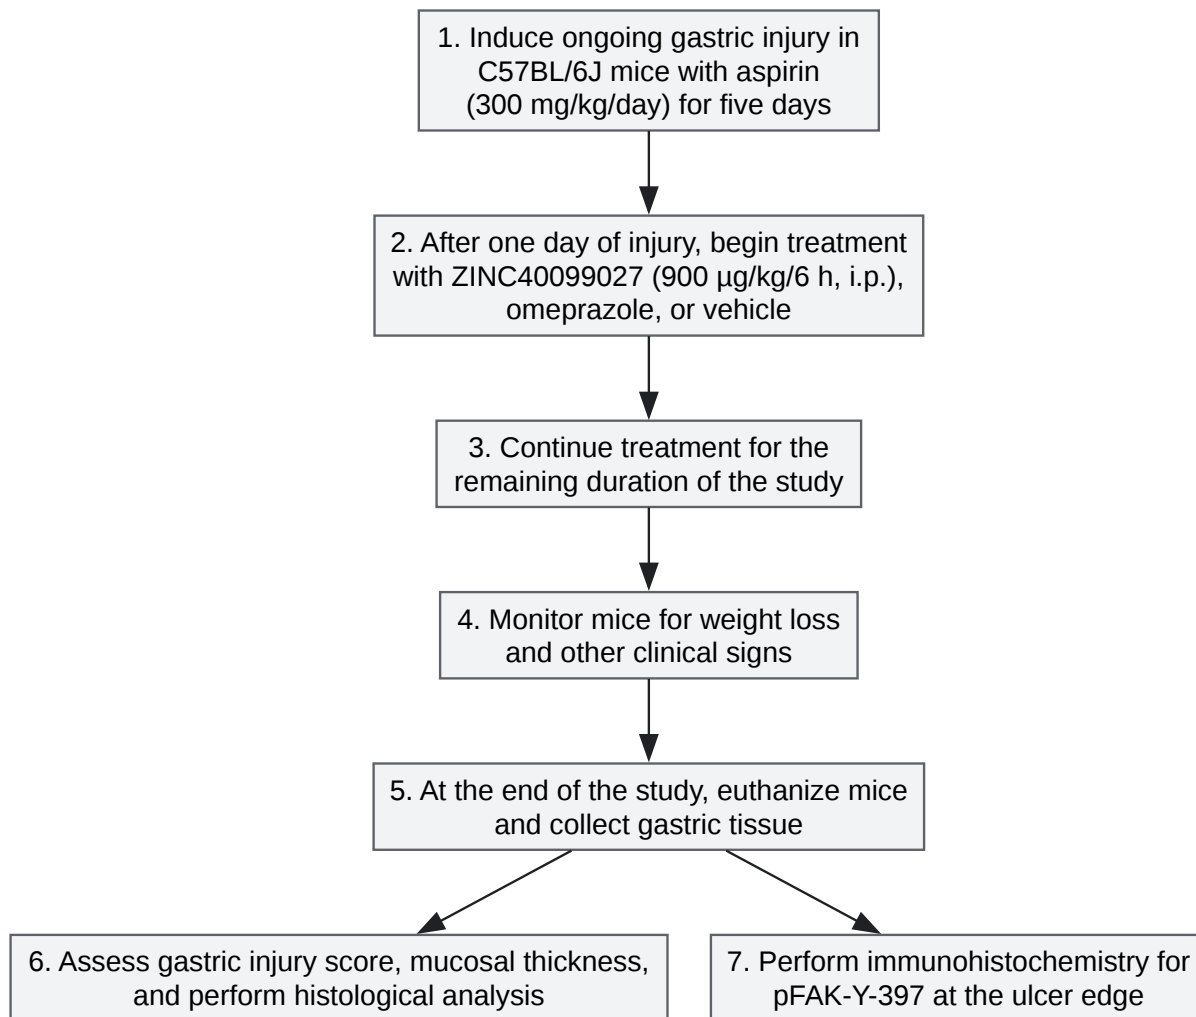 1. Induce ongoing gastric injury in
C57BL/6J mice with aspirin
(300 mg/kg/day) for five days
2. After one day of injury, begin treatment
with ZINC40099027 (900 µg/kg/6 h, i.p.),
omeprazole, or vehicle
3. Continue treatment for the
remaining duration of the study
4. Monitor mice for weight loss
and other clinical signs
5. At the end of the study, euthanize mice
and collect gastric tissue
6. Assess gastric injury score, mucosal thickness,
and perform histological analysis
7. Perform immunohistochemistry for
pFAK-Y-397 at the ulcer edge